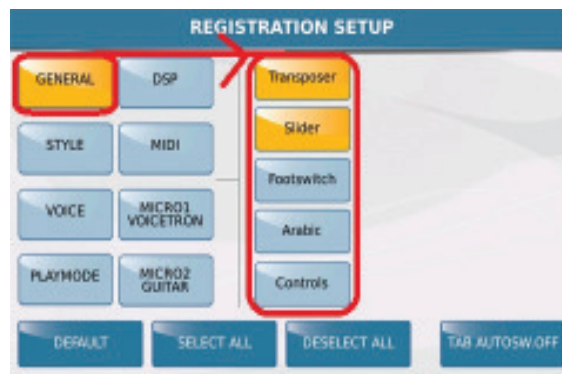 REGISTRATION SETUP
GENERAL
DSP
Transposer
STYLE
MIDI
Slider
Footswitch
VOICE
MICRO1
VOICETRON
Arabic
PLAYMODE
MICRO2
GUITAR
Controls
DEFAULT
SELECT ALL
DESELECT ALL
TAB AUTOSW.OFF